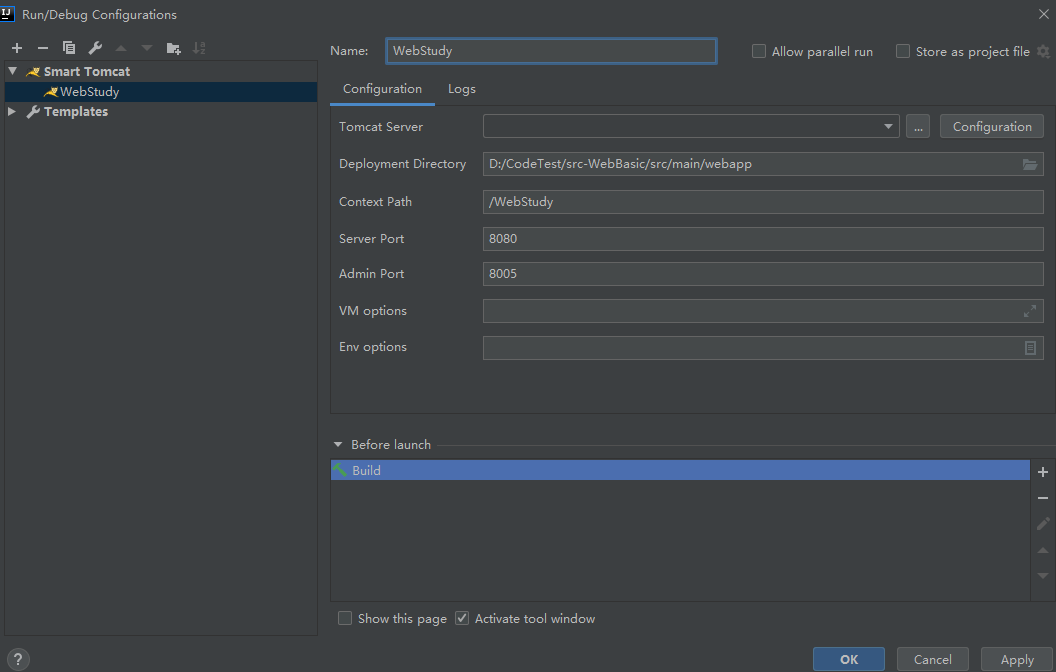 IJ Run/Debug Configurations
Name: WebStudy Allow parallel run Store as project file
Smart Tomcat
WebStudy
Templates
Configuration Logs
Tomcat Server ... Configuration
Deployment Directory D:/CodeTest/src-WebBasic/src/main/webapp
Context Path /WebStudy
Server Port 8080
Admin Port 8005
VM options
Env options
Before launch
Build
Show this page Activate tool window
? OK Cancel Apply